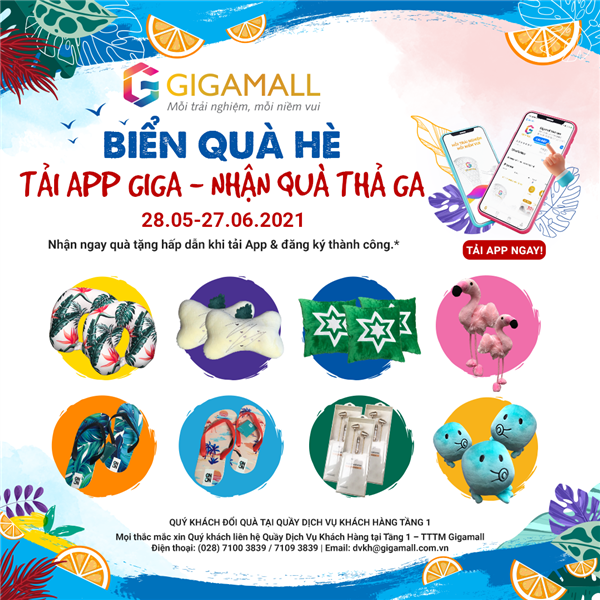 GIGAMALL
Mỗi trải nghiệm, mỗi niềm vui
BIỂN QUÀ HÈ
TẢI APP GIGA - NHẬN QUÀ THẢ GA
28.05-27.06.2021
Nhận ngay quà tặng hấp dẫn khi tải App & đăng ký thành công.*
TẢI APP NGAY!
QUÝ KHÁCH ĐỔI QUÀ TẠI QUẦY DỊCH VỤ KHÁCH HÀNG TẦNG 1
Mọi thắc mắc xin Quý khách liên hệ Quầy Dịch Vụ Khách Hàng tại Tầng 1 – TTTM Gigamall
Điện thoại: (028) 7100 3839 / 7109 3839 | Email: dvkh@gigamall.com.vn